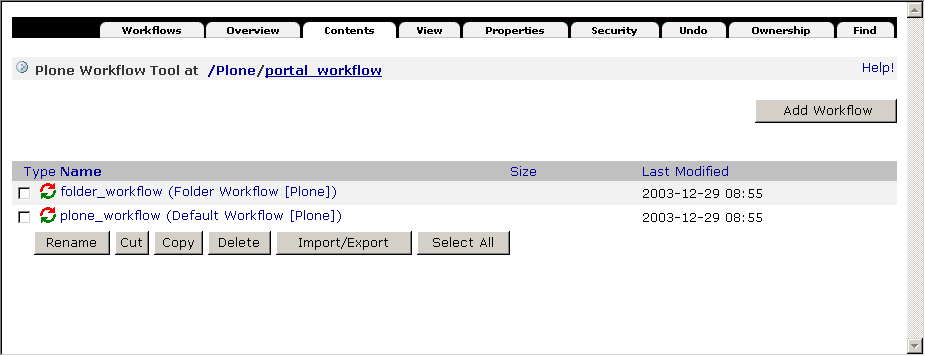 Workflows Overview Contents View Properties Security Undo Ownership Find
Plone Workflow Tool at /Plone/portal_workflow Help!
Add Workflow
Type Name Size Last Modified
folder_workflow (Folder Workflow [Plone]) 2003-12-29 08:55
plone_workflow (Default Workflow [Plone]) 2003-12-29 08:55
Rename Cut Copy Delete Import/Export Select All